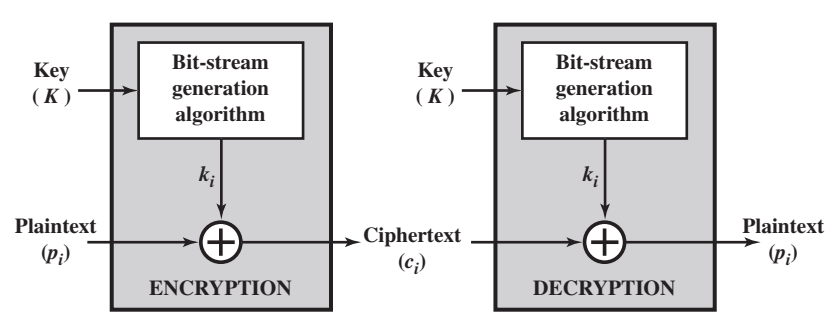 Key
(K)
Bit-stream
generation
algorithm
k_i
Plaintext
(p_i)
ENCRYPTION
Ciphertext
(c_i)
Key
(K)
Bit-stream
generation
algorithm
k_i
Plaintext
(p_i)
DECRYPTION